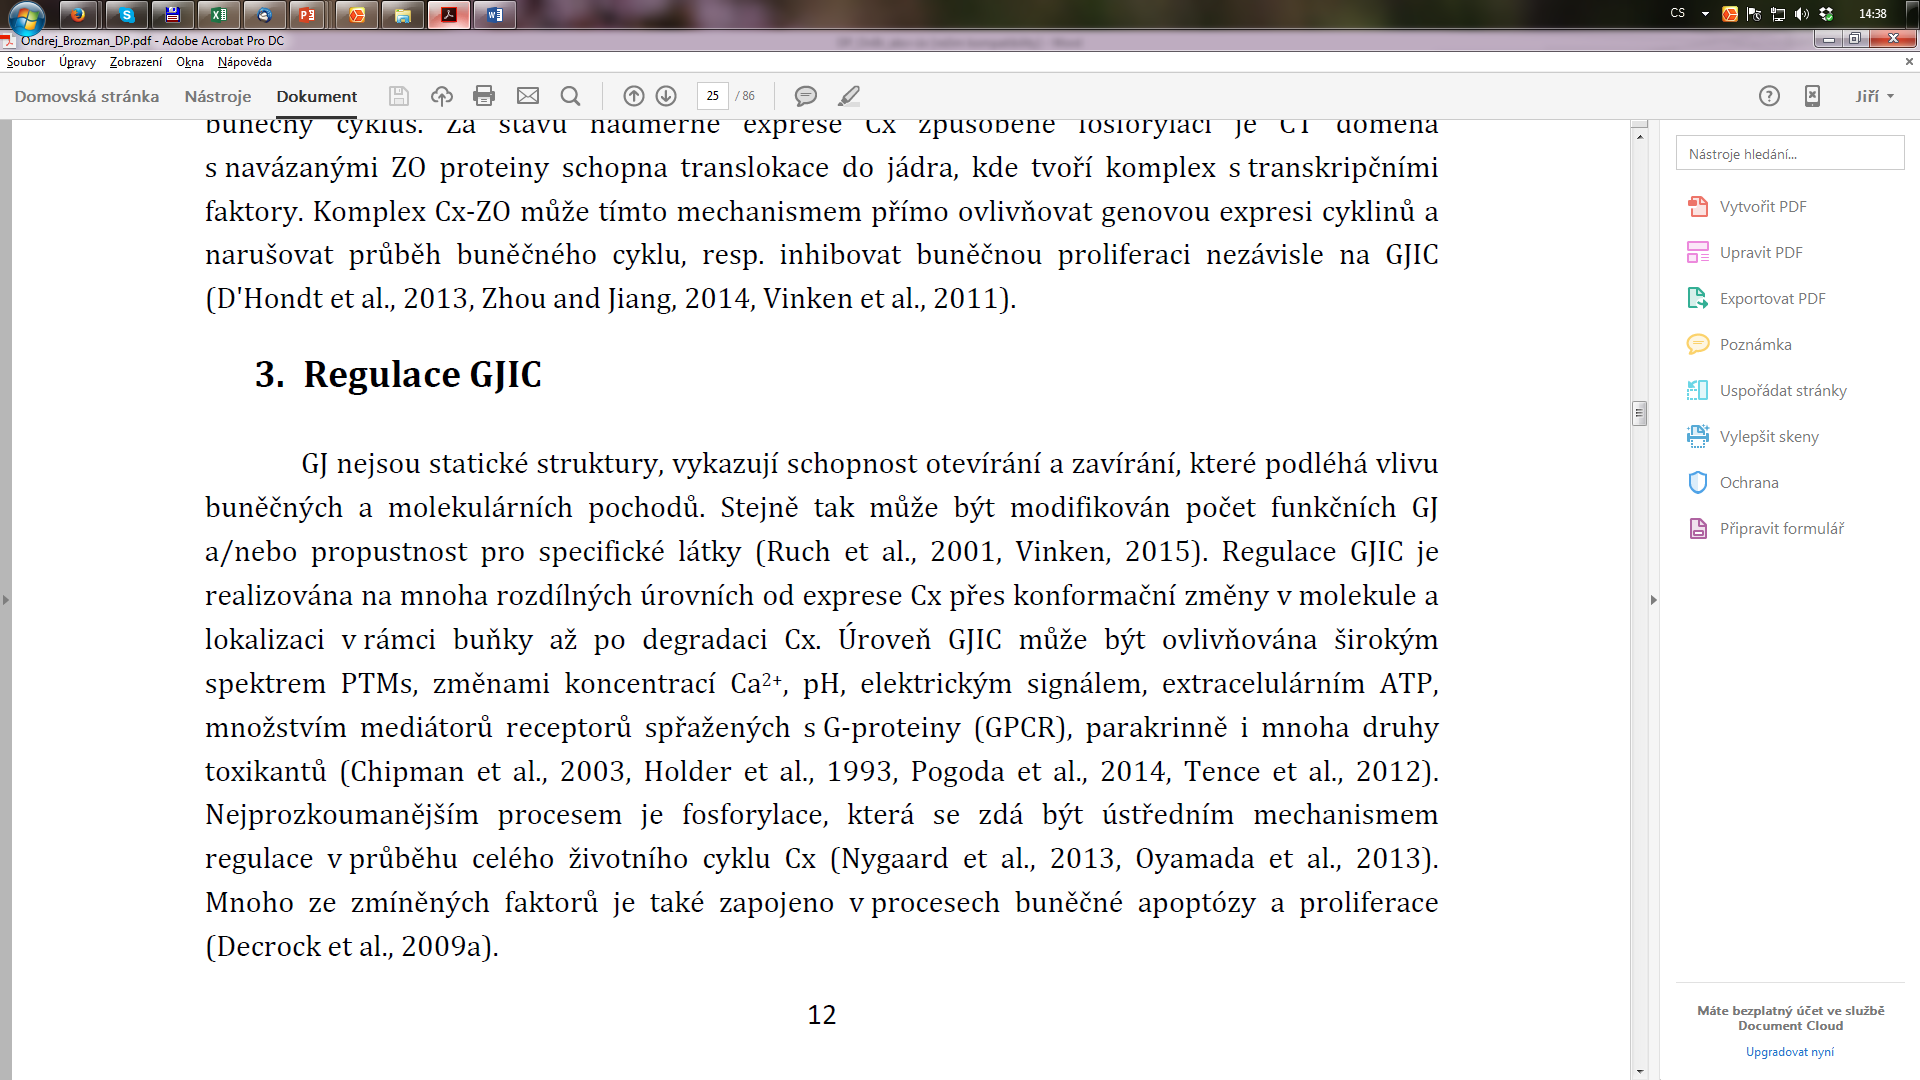 CS
14:38
Ondrej_Brozman_DP.pdf - Adobe Acrobat Pro DC
Soubor Úpravy Zobrazení Okna Nápověda
Domovská stránka Nástroje Dokument 25 / 86 Jiří
buněčný cyklus. Za stavu nadměrné exprese Cx způsobené fosforylací je CT doména
s navázanými ZO proteiny schopna translokace do jádra, kde tvoří komplex s transkripčními
faktory. Komplex Cx-ZO může tímto mechanismem přímo ovlivňovat genovou expresi cyklinů a
narušovat průběh buněčného cyklu, resp. inhibovat buněčnou proliferaci nezávisle na GJIC
(D'Hondt et al., 2013, Zhou and Jiang, 2014, Vinken et al., 2011).
3. Regulace GJIC
GJ nejsou statické struktury, vykazují schopnost otevírání a zavírání, které podléhá vlivu
buněčných a molekulárních pochodů. Stejně tak může být modifikován počet funkčních GJ
a/nebo propustnost pro specifické látky (Ruch et al., 2001, Vinken, 2015). Regulace GJIC je
realizována na mnoha rozdílných úrovních od exprese Cx přes konformační změny v molekule a
lokalizaci v rámci buňky až po degradaci Cx. Úroveň GJIC může být ovlivňována širokým
spektrem PTMs, změnami koncentrací Ca²⁺, pH, elektrickým signálem, extracelulárním ATP,
množstvím mediátorů receptorů spřažených s G-proteiny (GPCR), parakrinně i mnoha druhy
toxikantů (Chipman et al., 2003, Holder et al., 1993, Pogoda et al., 2014, Tence et al., 2012).
Nejprozkoumanějším procesem je fosforylace, která se zdá být ústředním mechanismem
regulace v průběhu celého životního cyklu Cx (Nygaard et al., 2013, Oyamada et al., 2013).
Mnoho ze zmíněných faktorů je také zapojeno v procesech buněčné apoptózy a proliferace
(Decrock et al., 2009a).
12
Nástroje hledání...
Vytvořit PDF
Upravit PDF
Exportovat PDF
Poznámka
Uspořádat stránky
Vylepšit skeny
Ochrana
Připravit formulář
Máte bezplatný účet ve službě
Document Cloud
Upgradovat nyní